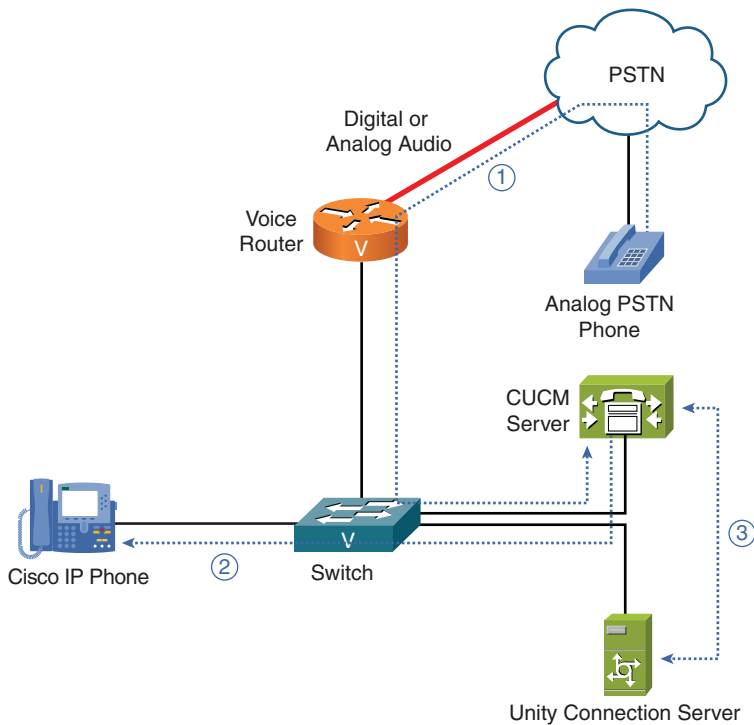 PSTN
Digital or
Analog Audio
1
Voice
Router
V
Analog PSTN
Phone
CUCM
Server
Cisco IP Phone
2
V
Switch
3
Unity Connection Server